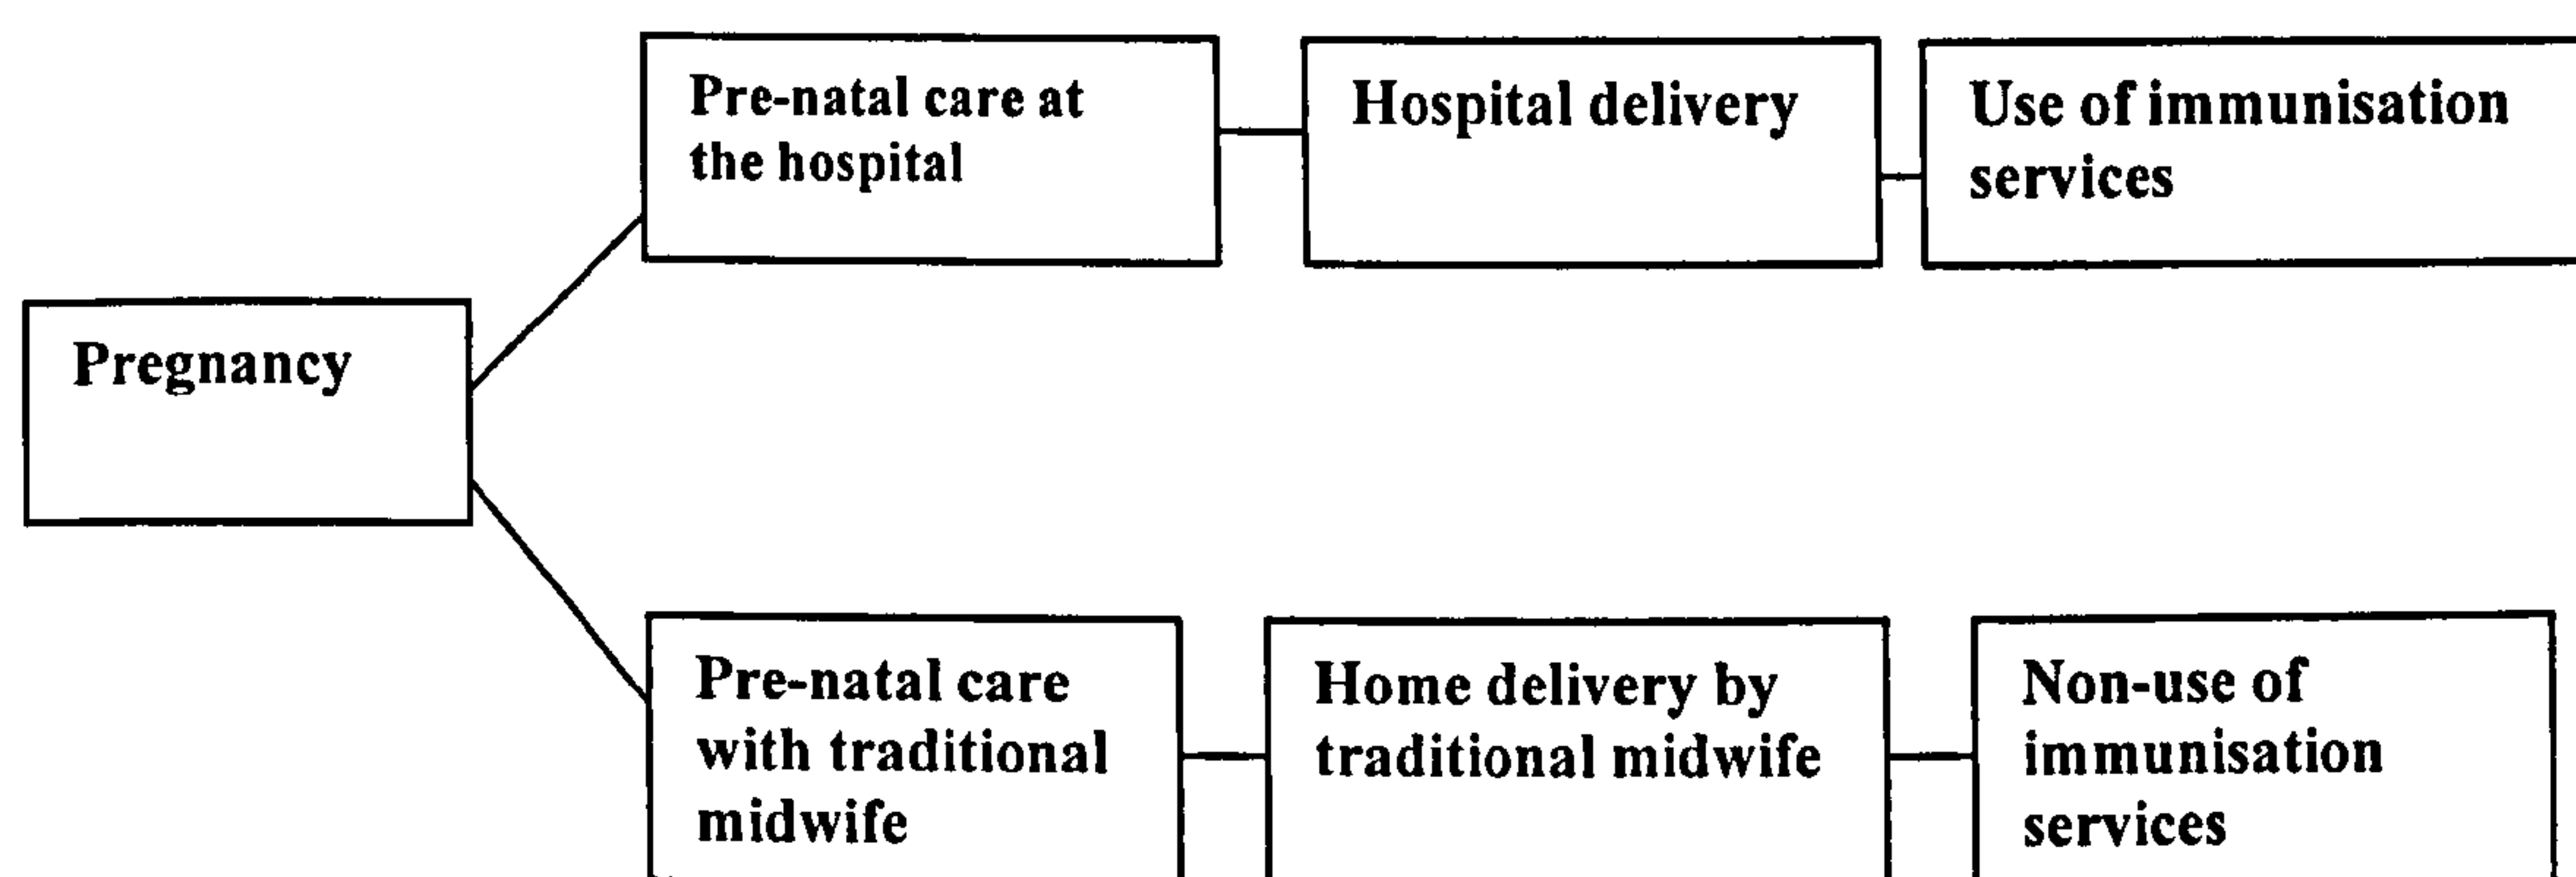 Pre-natal care at
the hospital
Hospital delivery
Use of immunisation
services
Pregnancy
Pre-natal care
with traditional
midwife
Home delivery by
traditional midwife
Non-use of
immunisation
services